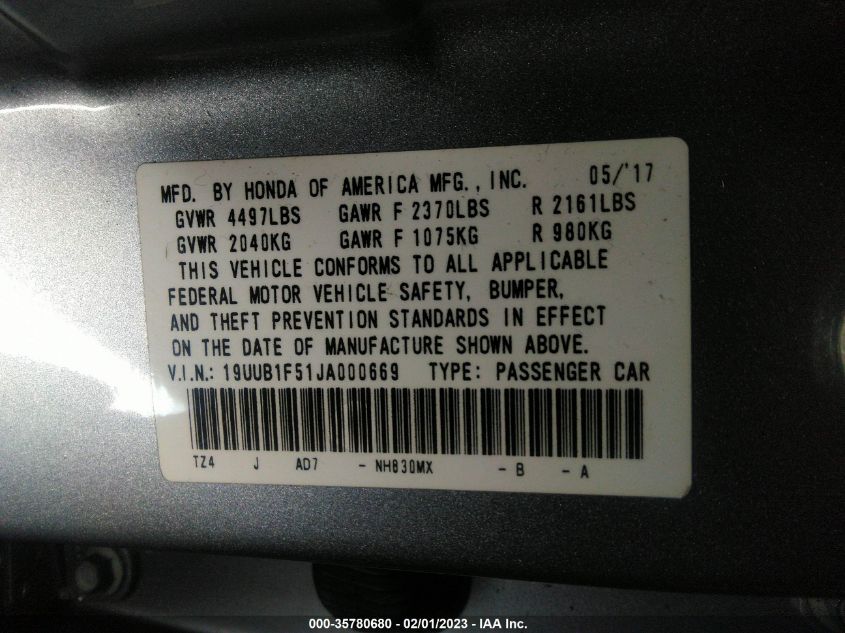 MFD. BY HONDA OF AMERICA MFG., INC. 05/'17
GVWR 4497LBS GAWR F 2370LBS R 2161LBS
GVWR 2040KG GAWR F 1075KG R 980KG
THIS VEHICLE CONFORMS TO ALL APPLICABLE
FEDERAL MOTOR VEHICLE SAFETY, BUMPER,
AND THEFT PREVENTION STANDARDS IN EFFECT
ON THE DATE OF MANUFACTURE SHOWN ABOVE.
V.I.N.: 19UUB1F51JA000669 TYPE: PASSENGER CAR
TZ4 J AD7 - NH830MX - B - A
000-35780680 - 02/01/2023 - IAA Inc.